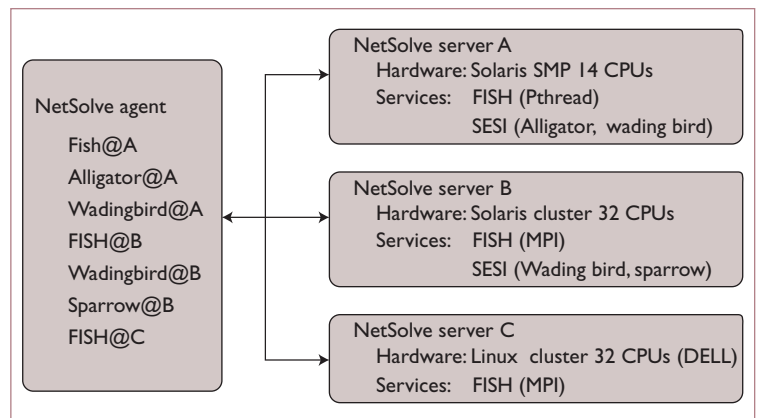 NetSolve agent
Fish@A
Alligator@A
Wadingbird@A
FISH@B
Wadingbird@B
Sparrow@B
FISH@C
NetSolve server A
Hardware: Solaris SMP 14 CPUs
Services: FISH (Pthread)
SESI (Alligator, wading bird)
NetSolve server B
Hardware: Solaris cluster 32 CPUs
Services: FISH (MPI)
SESI (Wading bird, sparrow)
NetSolve server C
Hardware: Linux cluster 32 CPUs (DELL)
Services: FISH (MPI)